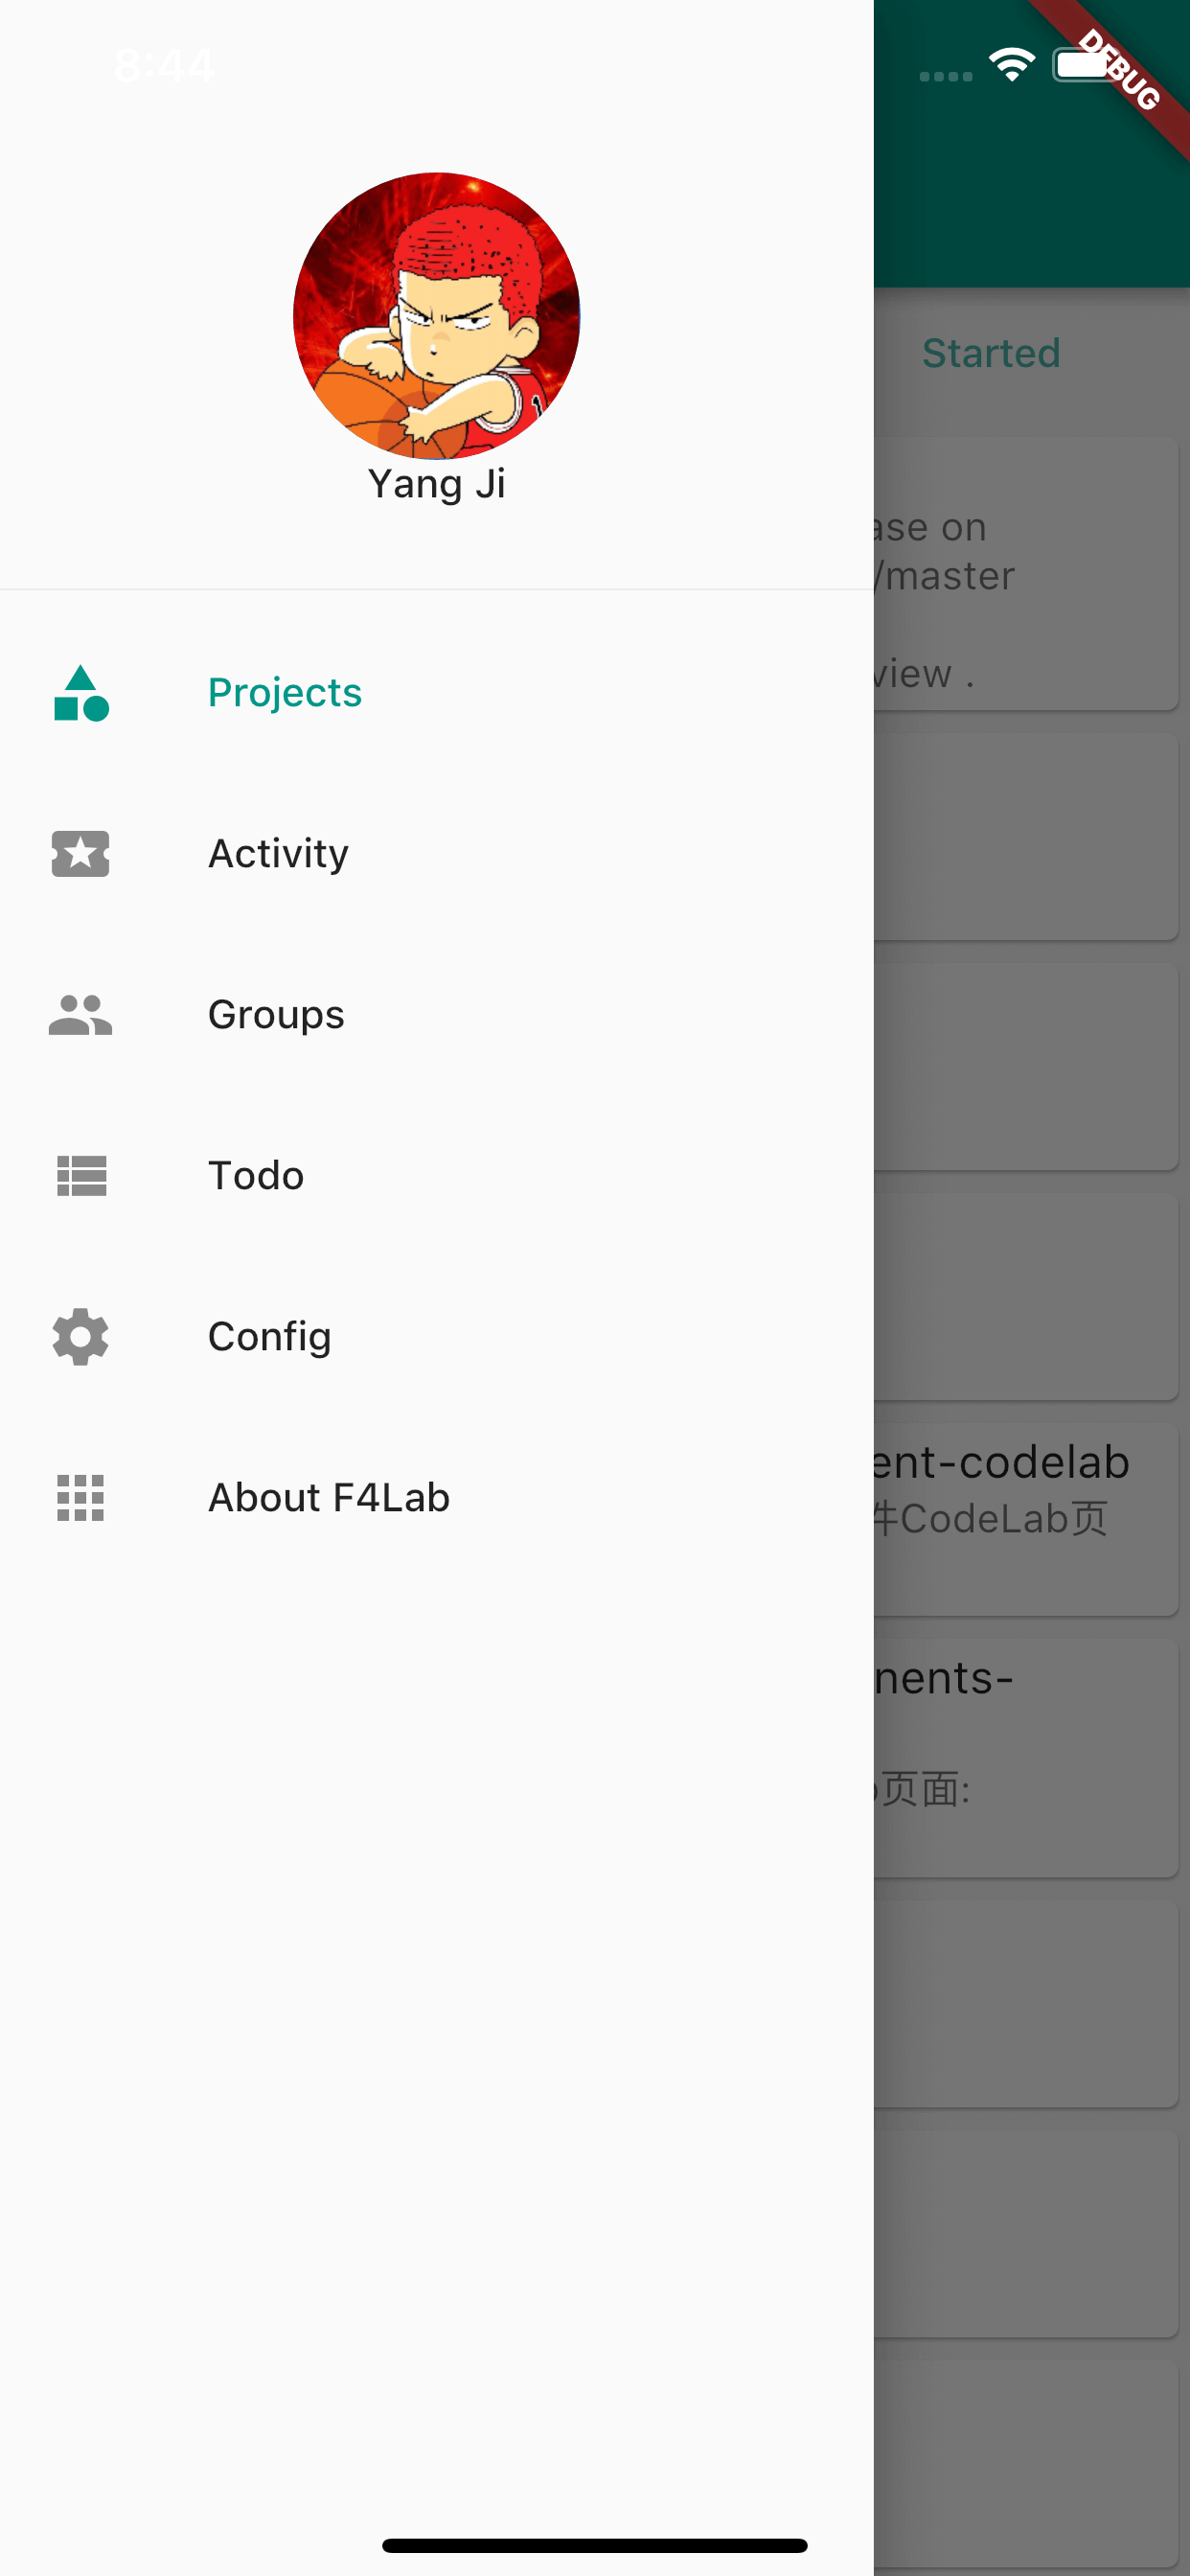 8:44
DEBUG
Yang Ji
Projects
Activity
Groups
Todo
Config
About F4Lab
Started
ase on
/master
view .
ent-codelab
件CodeLab页
nents-
页面: